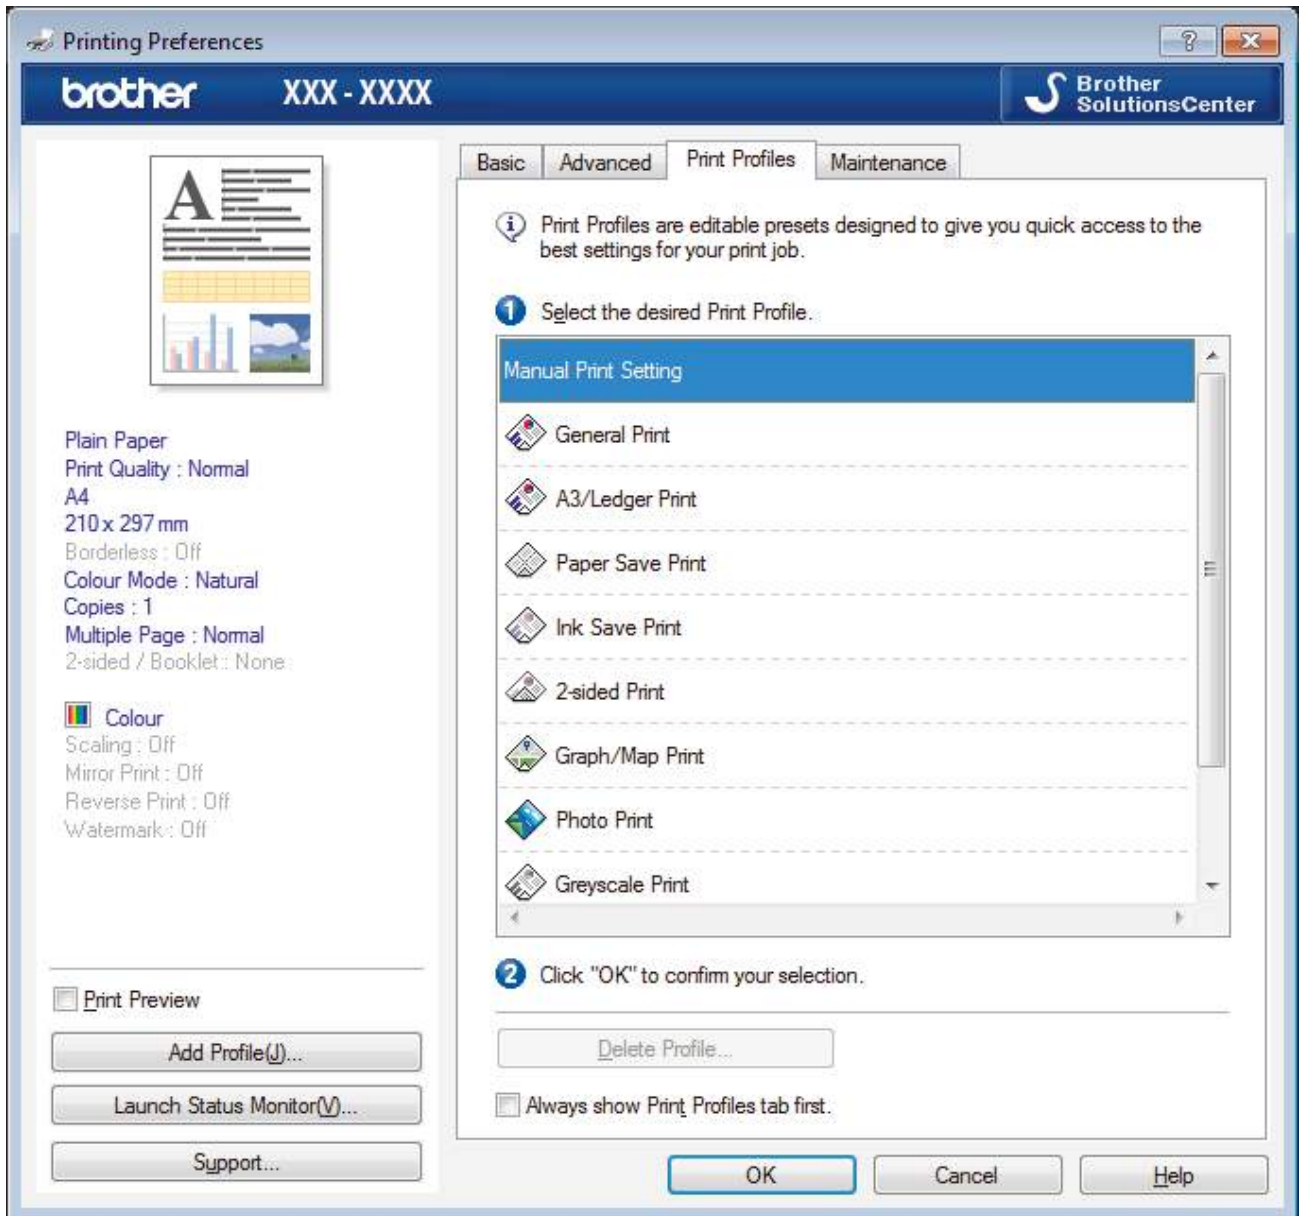 Printing Preferences
brother XXX - XXXX
Brother
SolutionsCenter
A
Plain Paper
Print Quality : Normal
A4
210 x 297 mm
Borderless : Off
Colour Mode : Natural
Copies : 1
Multiple Page : Normal
2-sided / Booklet : None
Colour
Scaling : Off
Mirror Print : Off
Reverse Print : Off
Watermark : Off
Print Preview
Add Profile(J)...
Launch Status Monitor(V)...
Support...
Basic Advanced Print Profiles Maintenance
Print Profiles are editable presets designed to give you quick access to the
best settings for your print job.
1 Select the desired Print Profile.
Manual Print Setting
General Print
A3/Ledger Print
Paper Save Print
Ink Save Print
2-sided Print
Graph/Map Print
Photo Print
Greyscale Print
2 Click "OK" to confirm your selection.
Delete Profile...
Always show Print Profiles tab first.
OK Cancel Help